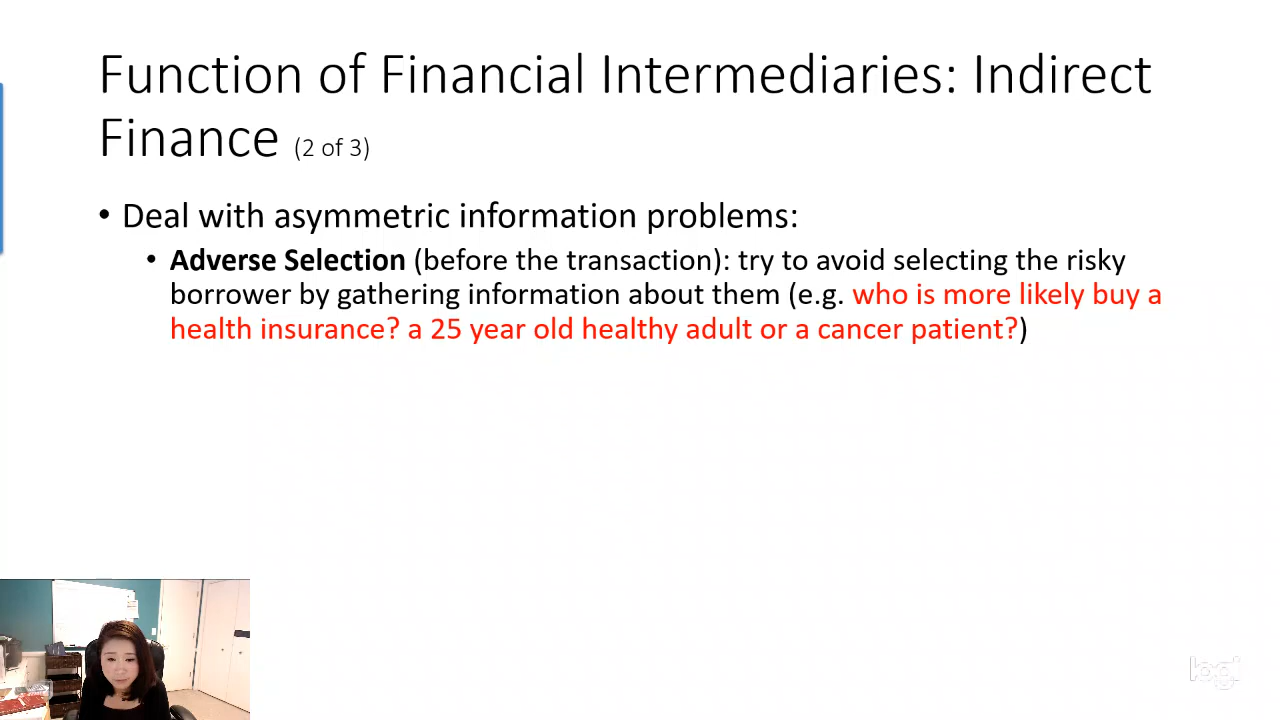 Function of Financial Intermediaries: Indirect
Finance (2 of 3)
• Deal with asymmetric information problems:
• Adverse Selection (before the transaction): try to avoid selecting the risky
borrower by gathering information about them (e.g. who is more likely buy a
health insurance? a 25 year old healthy adult or a cancer patient?)
logi